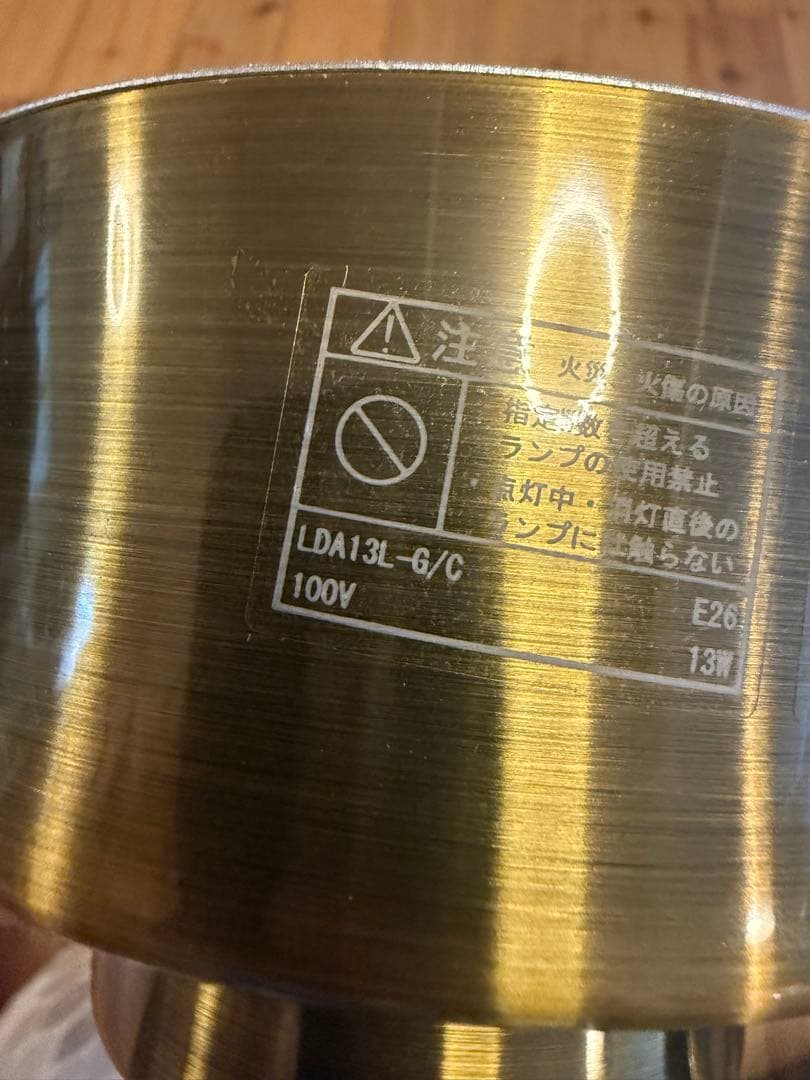 注意 火災 火傷の原因
指定W数 超える
ランプの使用禁止
・点灯中・消灯直後の
ランプには触らない
LDA13L-G/C
E26
100V
13W